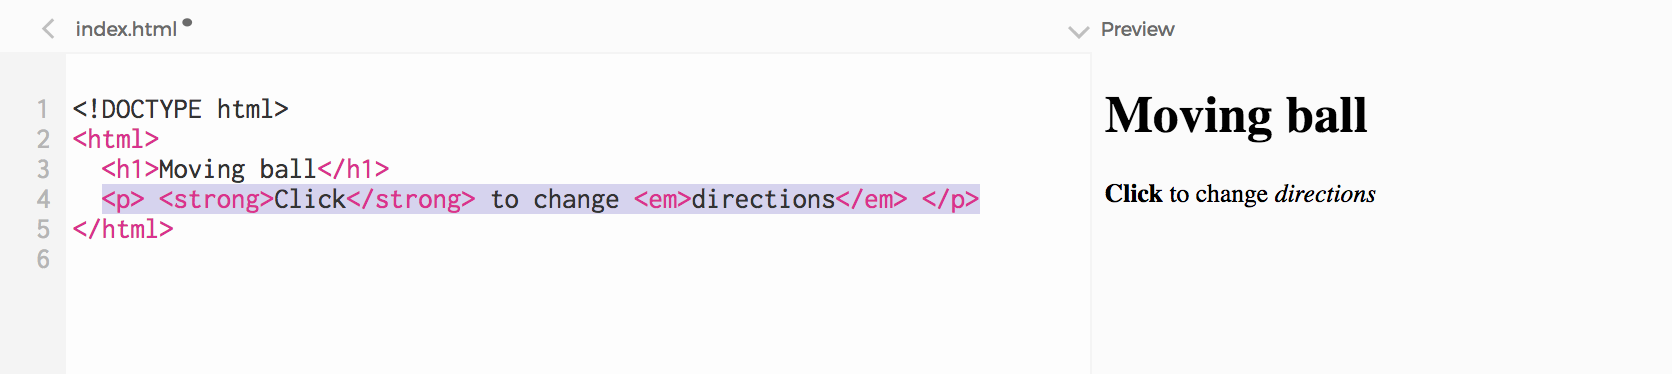 index.html
Preview
1 <!DOCTYPE html>
2 <html>
3   <h1>Moving ball</h1>
4   <p> <strong>Click</strong> to change <em>directions</em> </p>
5 </html>
6
Moving ball
Click to change directions